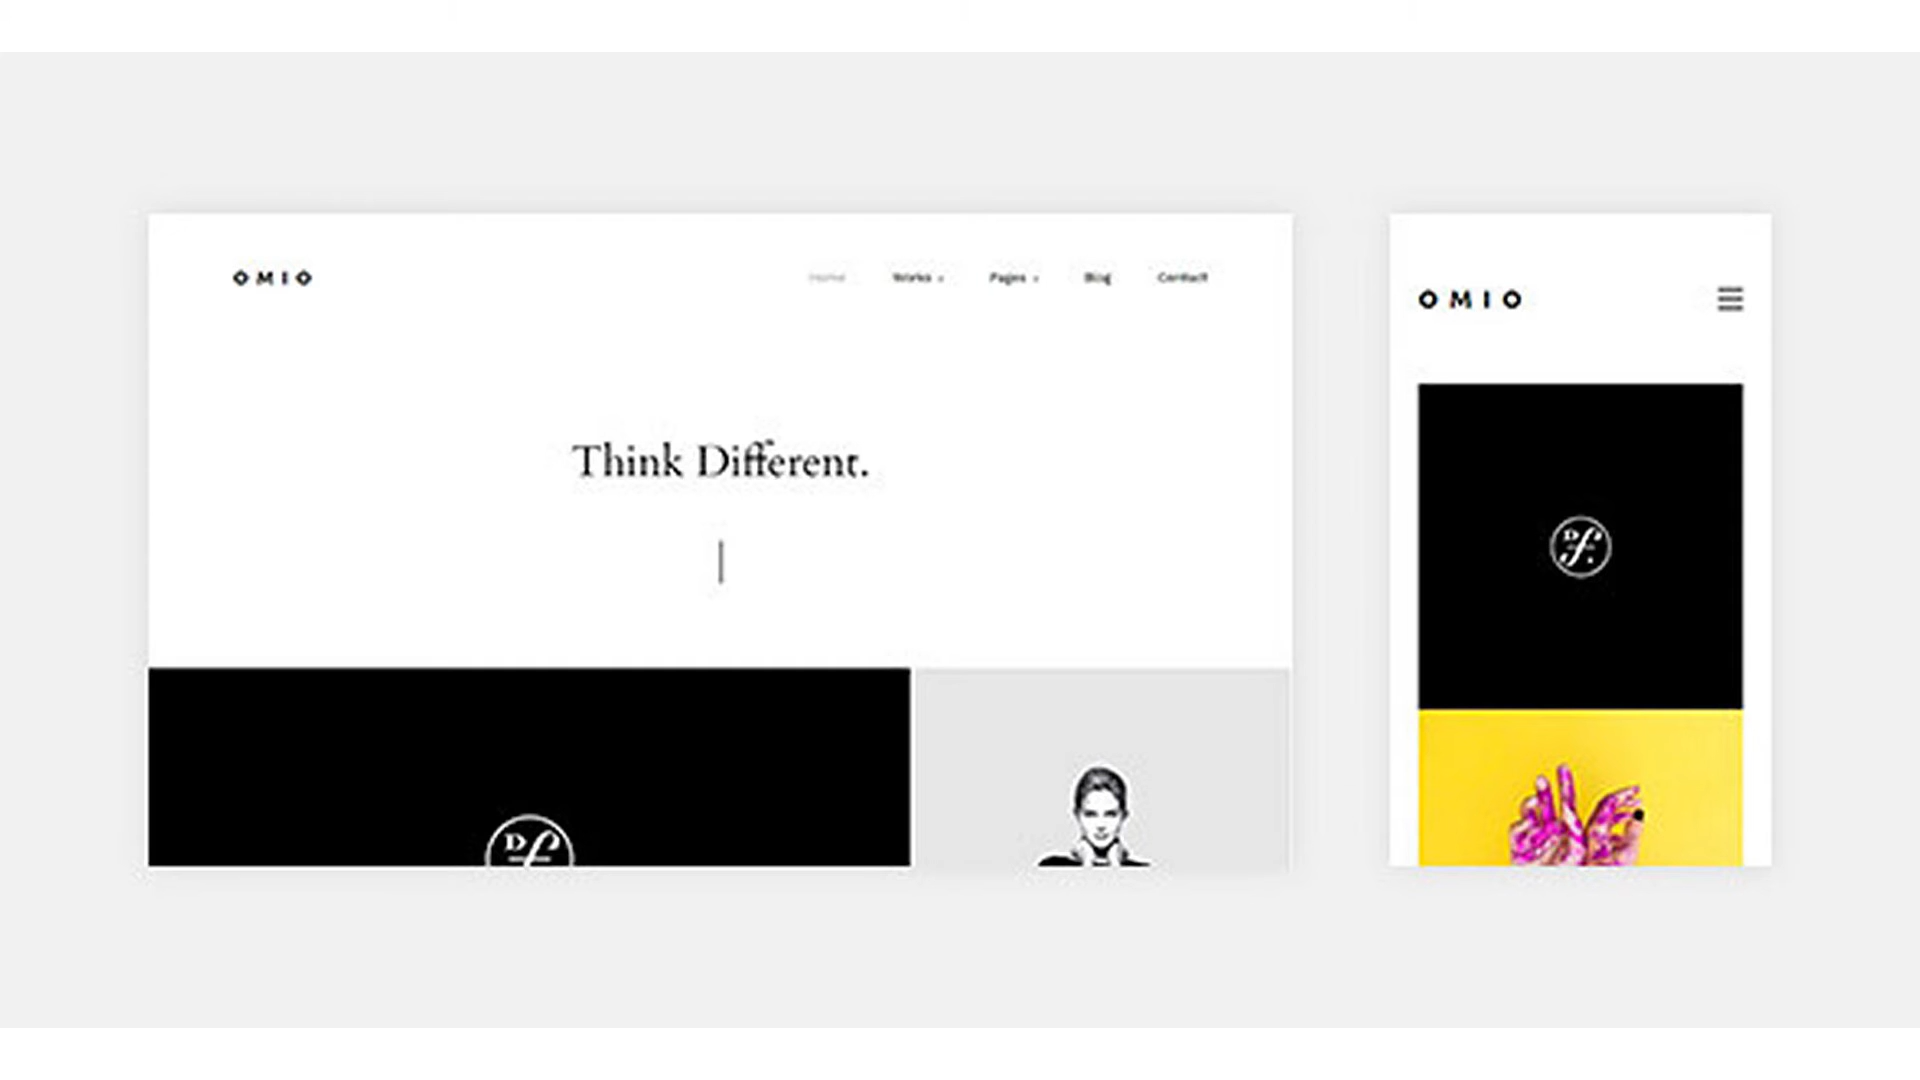 OMIO
Home Works Pages Blog Contact
Think Different.
D
OMIO
D